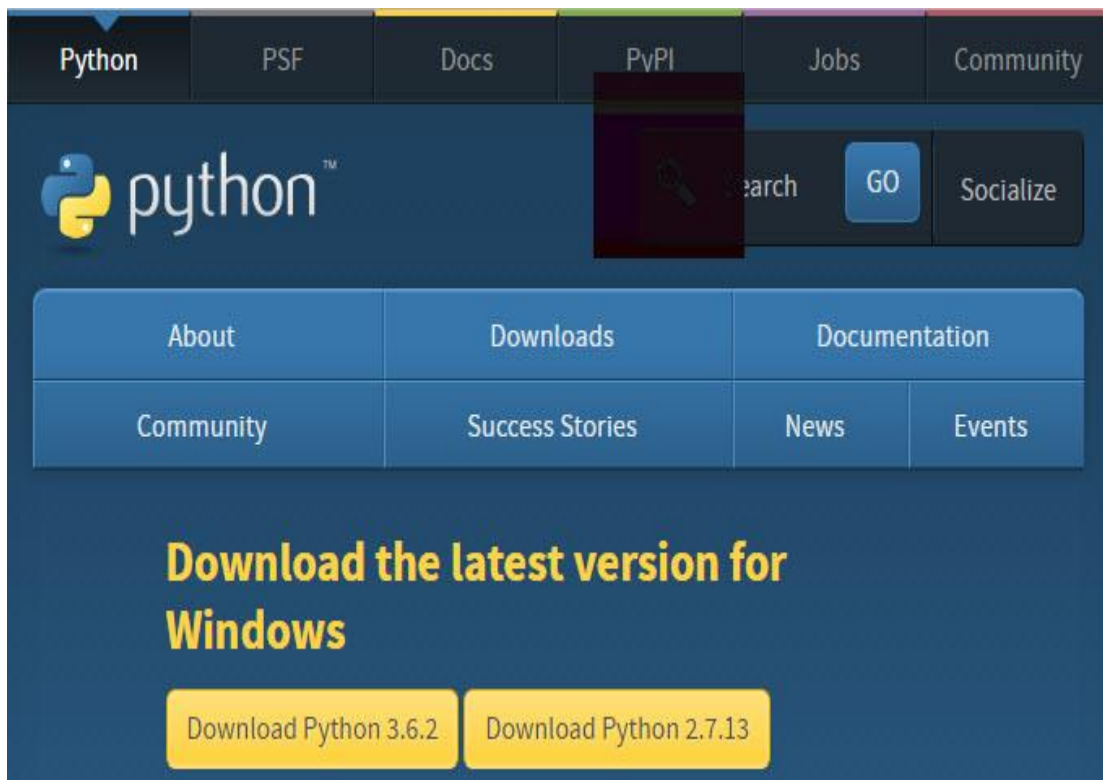 Python PSF Docs PyPI Jobs Community
python™
Search GO Socialize
About Downloads Documentation
Community Success Stories News Events
Download the latest version for
Windows
Download Python 3.6.2 Download Python 2.7.13